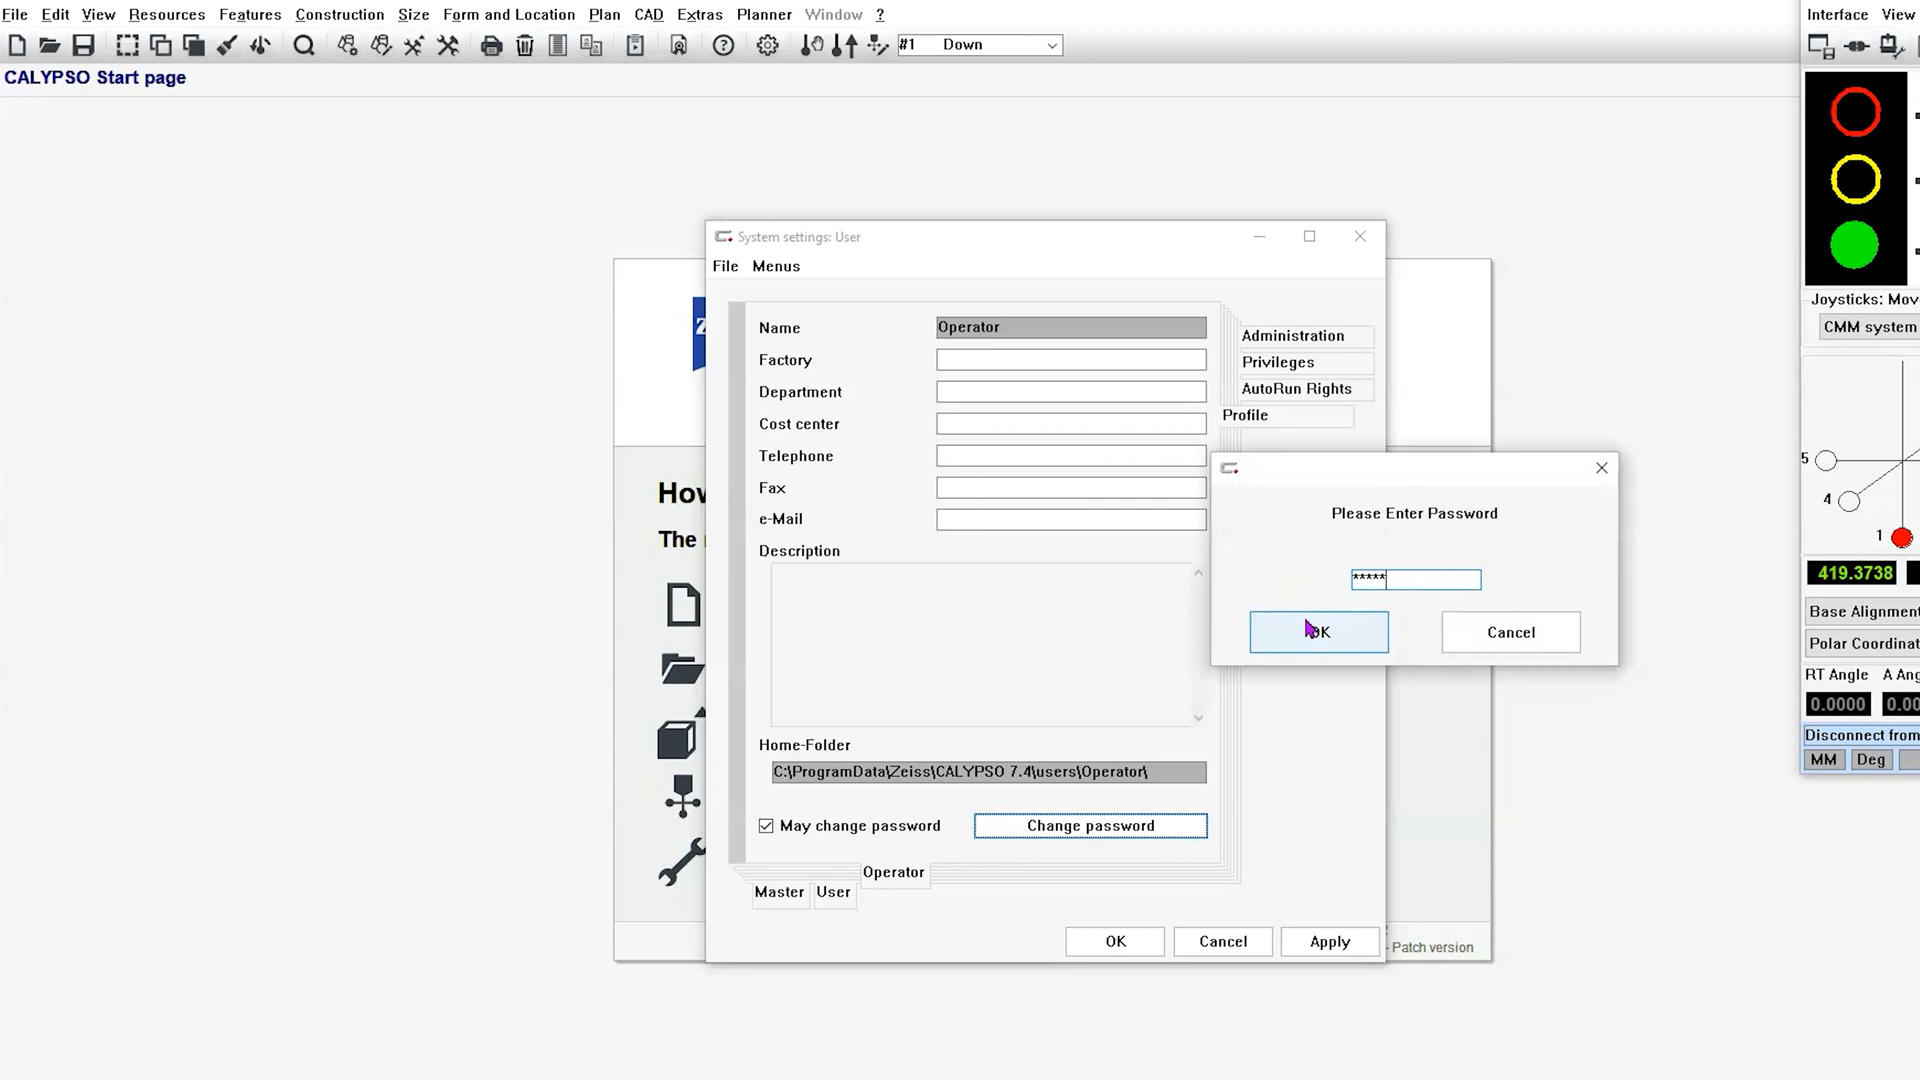 File Edit View Resources Features Construction Size Form and Location Plan CAD Extras Planner Window ?
Interface View
#1 Down
CALYPSO Start page
System settings: User
File Menus
Name Operator
Factory
Department
Cost center
Telephone
Fax
e-Mail
Description
Home-Folder
C:\ProgramData\Zeiss\CALYPSO 7.4\users\Operator\
May change password
Change password
Operator
Master User
OK Cancel Apply
Administration
Privileges
AutoRun Rights
Profile
Please Enter Password
*****
OK Cancel
How
The
- Patch version
Joysticks: Mov
CMM system
5
4
1
419.3738
Base Alignment
Polar Coordinat
RT Angle A Ang
0.0000 0.00
Disconnect from
MM Deg